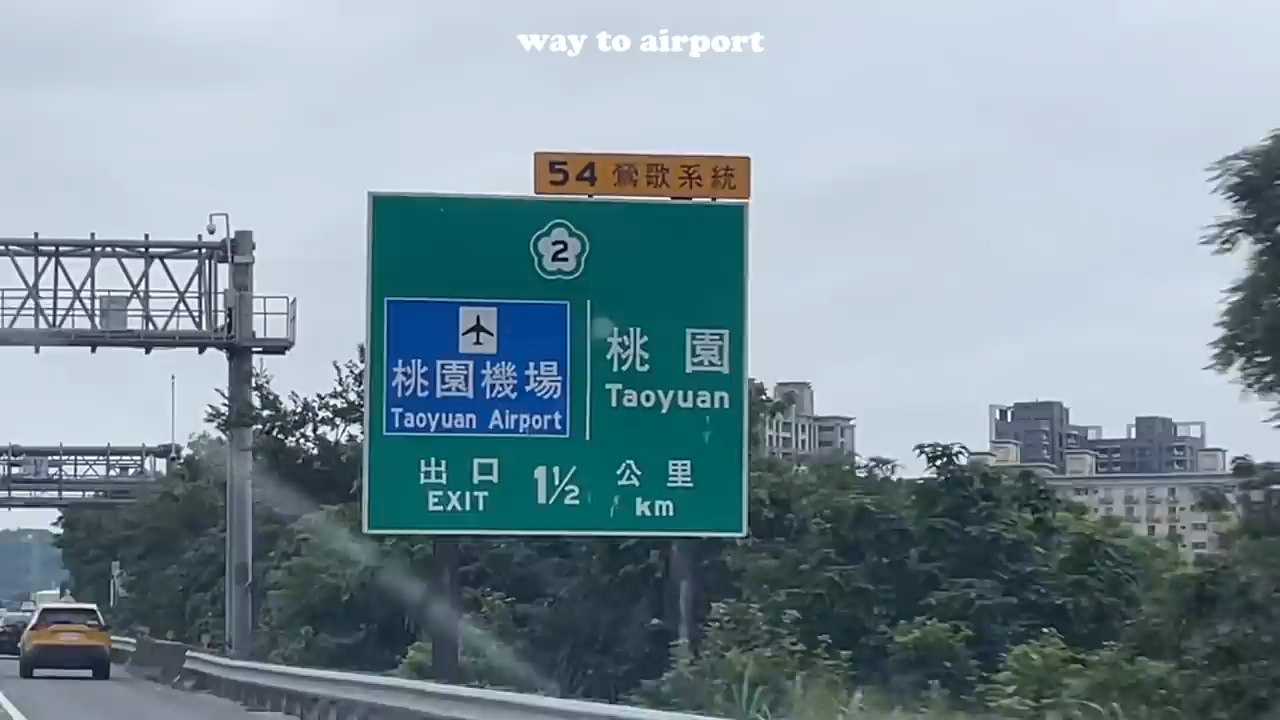 way to airport
54 鶯歌系統
2
桃園機場
Taoyuan Airport
桃園
Taoyuan
出口 1½ 公里
EXIT km